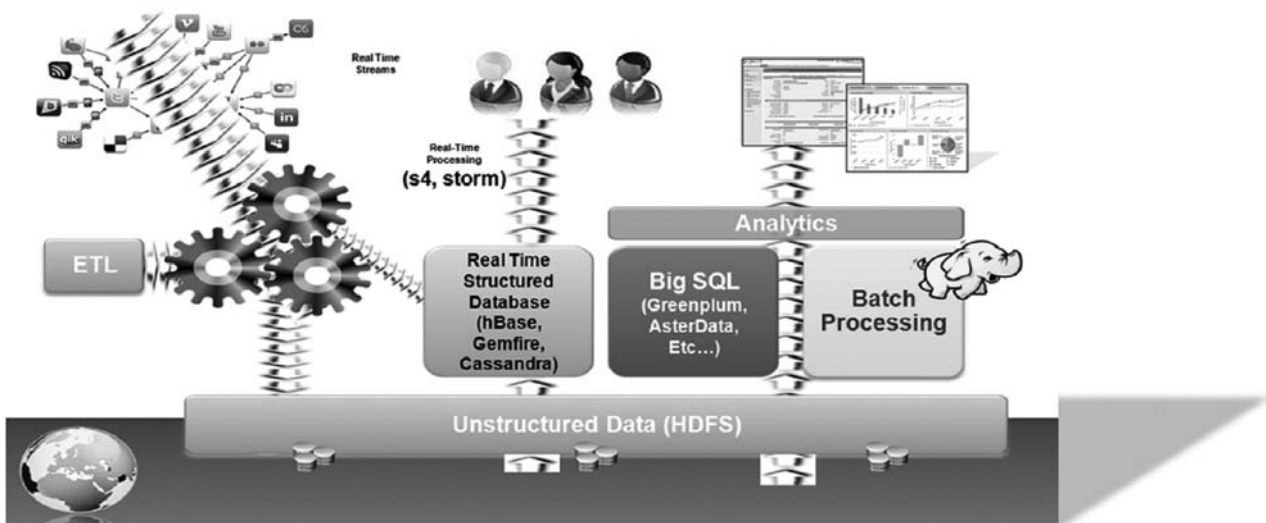 Real Time
Streams
Real-Time
Processing
(s4, storm)
Analytics
ETL
Real Time
Structured
Database
(hBase,
Gemfire,
Cassandra)
Big SQL
(Greenplum,
AsterData,
Etc...)
Batch
Processing
Unstructured Data (HDFS)
in
qik